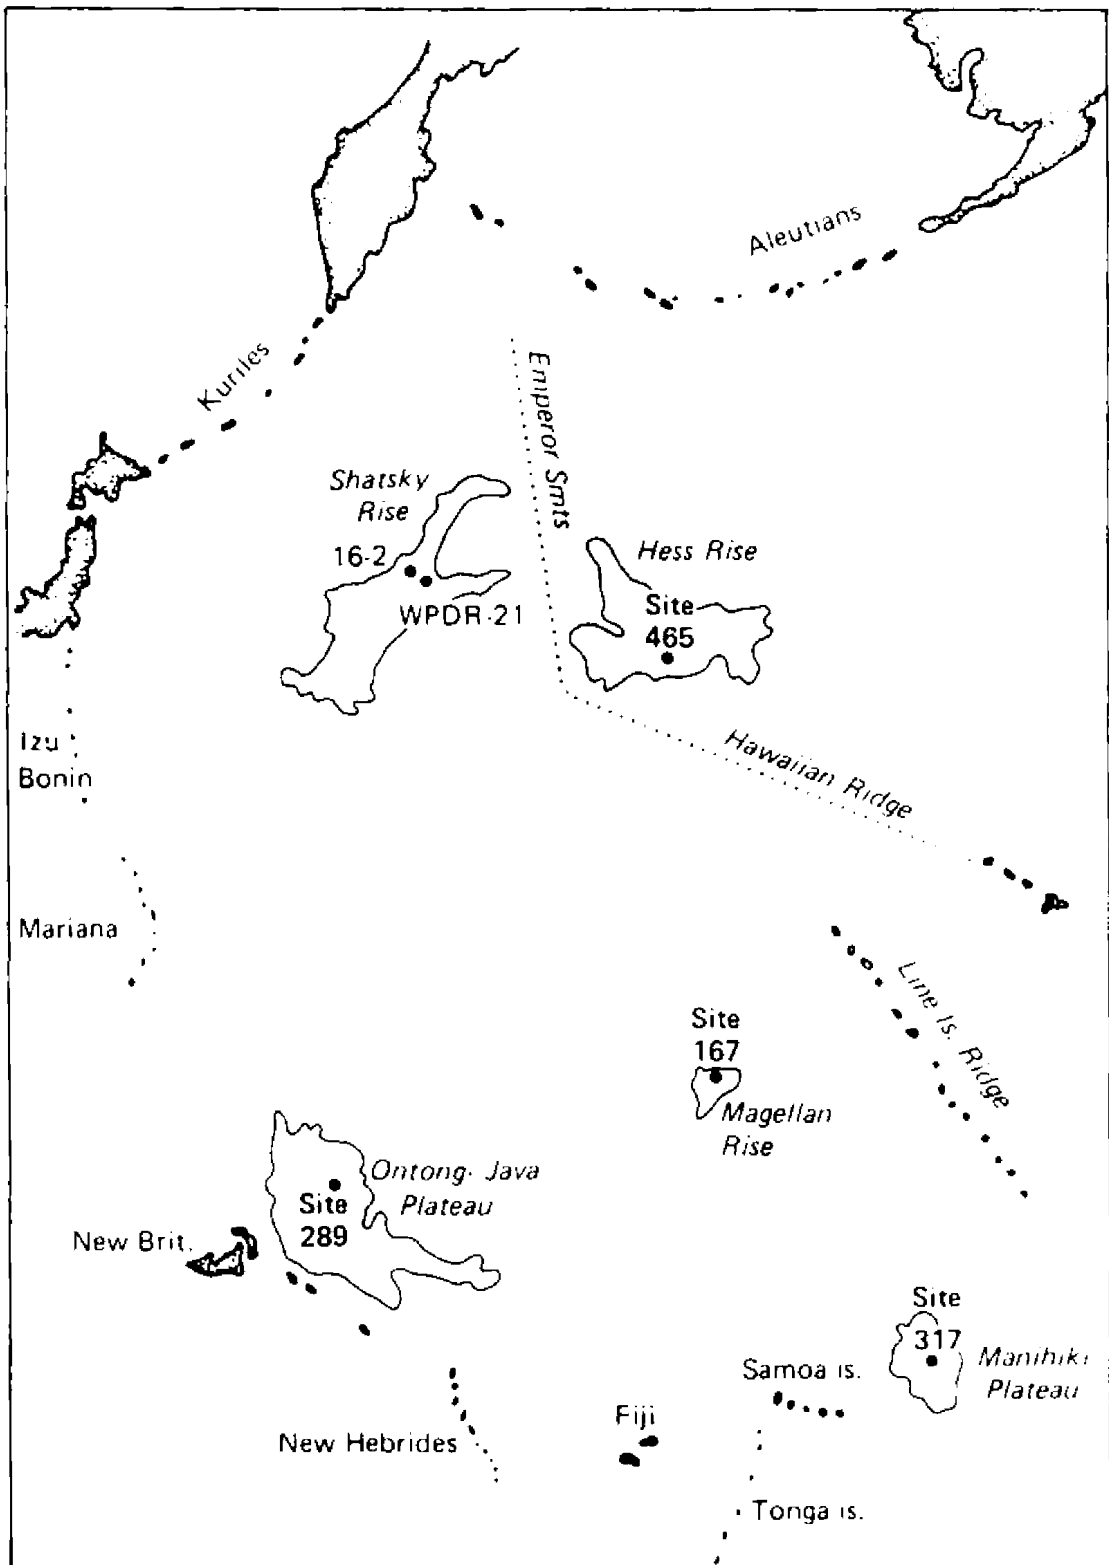 Aleutians
Kuriles
Emperor Smts
Shatsky
Rise
16-2
WPDR-21
Hess Rise
Site
465
Izu
Bonin
Hawaiian Ridge
Mariana
Line Is. Ridge
Site
167
Magellan
Rise
Ontong-Java
Plateau
Site
289
New Brit.
Site
317
Manihiki
Plateau
Samoa is.
Fiji
New Hebrides
Tonga is.